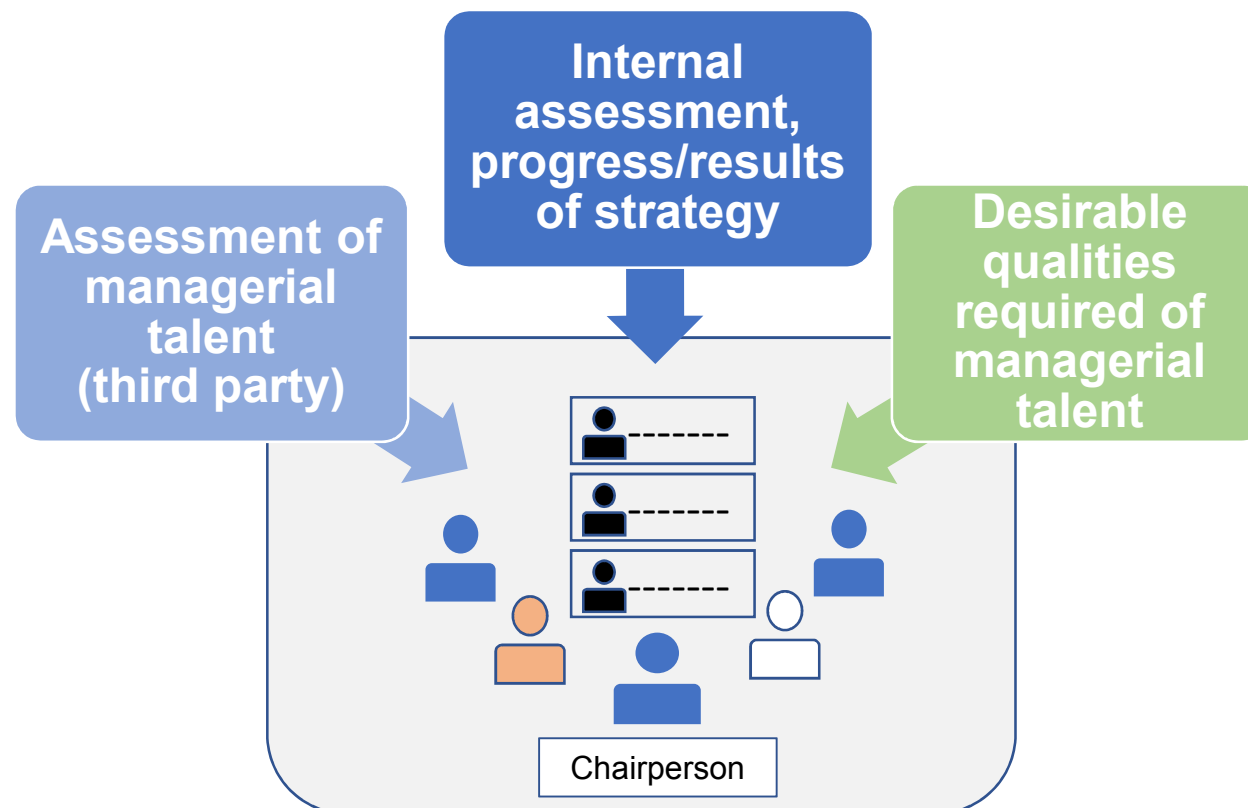 Internal
assessment,
progress/results
of strategy
Assessment of
managerial
talent
(third party)
Desirable
qualities
required of
managerial
talent
Chairperson